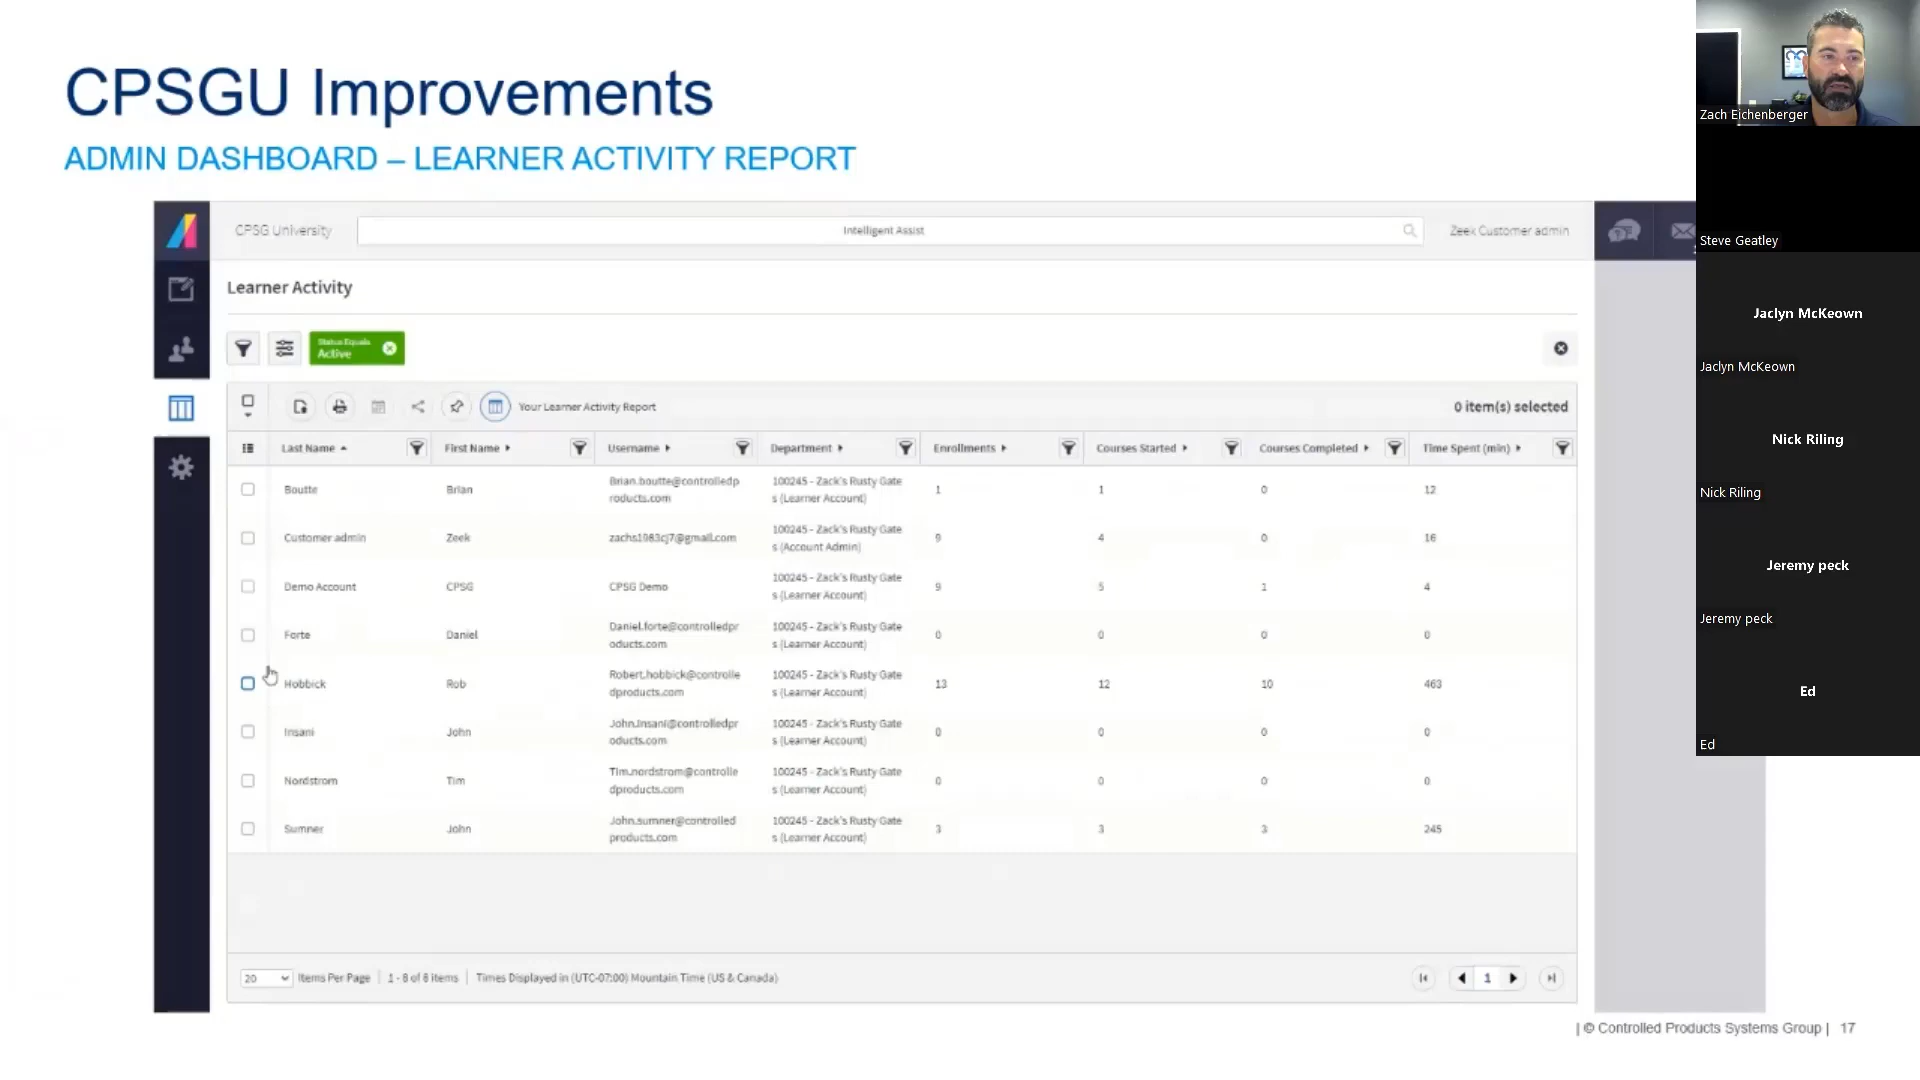 CPSGU Improvements
ADMIN DASHBOARD – LEARNER ACTIVITY REPORT
CPSG University
Intelligent Assist
Zeek Customer admin
Learner Activity
Status Equals
Active
Your Learner Activity Report
0 item(s) selected
Last Name First Name Username Department Enrollments Courses Started Courses Completed Time Spent (min)
Boutte Brian Brian.boutte@controlledp 100245 - Zack's Rusty Gate 1 1 0 12
roducts.com s (Learner Account)
Customer admin Zeek zachs1983cj7@gmail.com 100245 - Zack's Rusty Gate 9 4 0 16
s (Account Admin)
Demo Account CPSG CPSG Demo 100245 - Zack's Rusty Gate 9 5 1 4
s (Learner Account)
Forte Daniel Daniel.forte@controlledpr 100245 - Zack's Rusty Gate 0 0 0 0
oducts.com s (Learner Account)
Hobbick Rob Robert.hobbick@controlle 100245 - Zack's Rusty Gate 13 12 10 463
dproducts.com s (Learner Account)
Insani John John.Insani@controlledpr 100245 - Zack's Rusty Gate 0 0 0 0
oducts.com s (Learner Account)
Nordstrom Tim Tim.nordstrom@controlle 100245 - Zack's Rusty Gate 0 0 0 0
dproducts.com s (Learner Account)
Sumner John John.sumner@controlled 100245 - Zack's Rusty Gate 3 3 3 245
products.com s (Learner Account)
20 Items Per Page | 1 - 8 of 8 items | Times Displayed in (UTC-07:00) Mountain Time (US & Canada)
1
| © Controlled Products Systems Group | 17
Zach Eichenberger
Steve Geatley
Jaclyn McKeown
Jaclyn McKeown
Nick Riling
Nick Riling
Jeremy peck
Jeremy peck
Ed
Ed